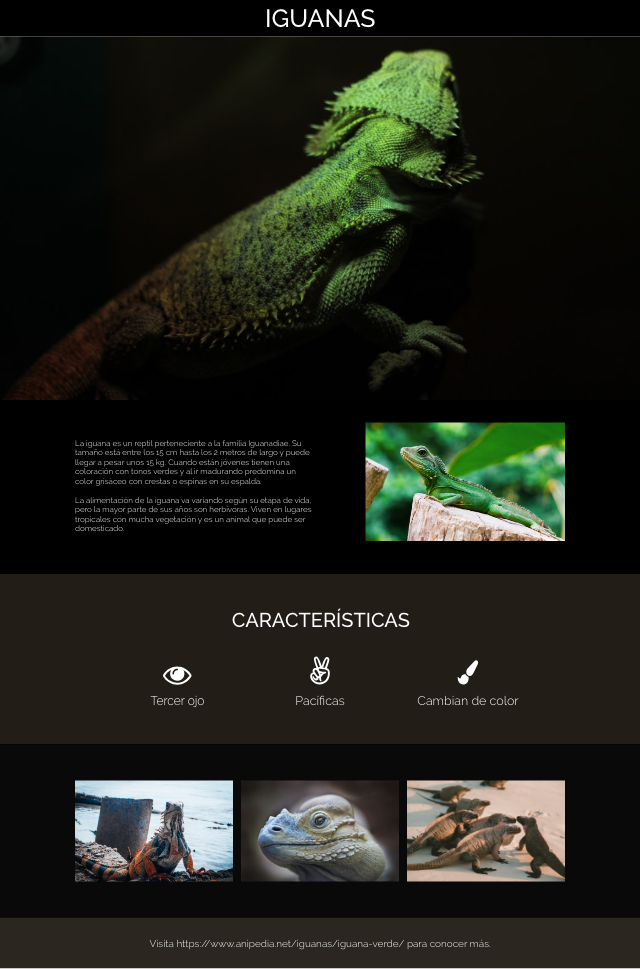 IGUANAS
La iguana es un reptil perteneciente a la familia Iguanadiae. Su
tamaño está entre los 15 cm hasta los 2 metros de largo y puede
llegar a pesar unos 15 kg. Cuando están jóvenes tienen una
coloración con tonos verdes y al ir madurando predomina un
color grisáceo con crestas o espinas en su espalda.
La alimentación de la iguana va variando según su etapa de vida,
pero la mayor parte de sus años son herbívoras. Viven en lugares
tropicales con mucha vegetación y es un animal que puede ser
domesticado.
CARACTERÍSTICAS
Tercer ojo
Pacíficas
Cambian de color
Visita https://www.anipedia.net/iguanas/iguana-verde/ para conocer más.